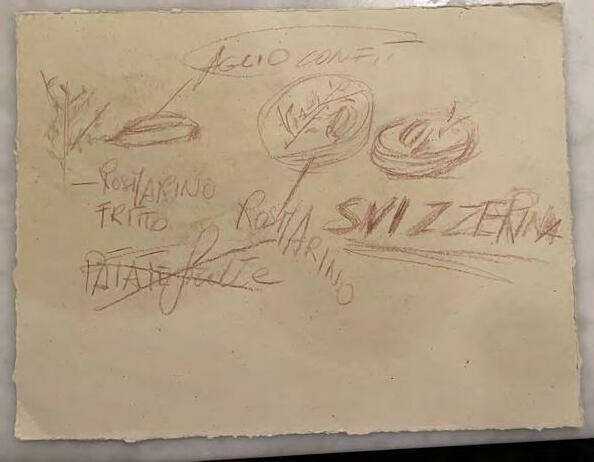 AGLIO CONFIT
ROSMARINO
FRITTO
ROSMARINO
SVIZZERINA
PATATE fritte